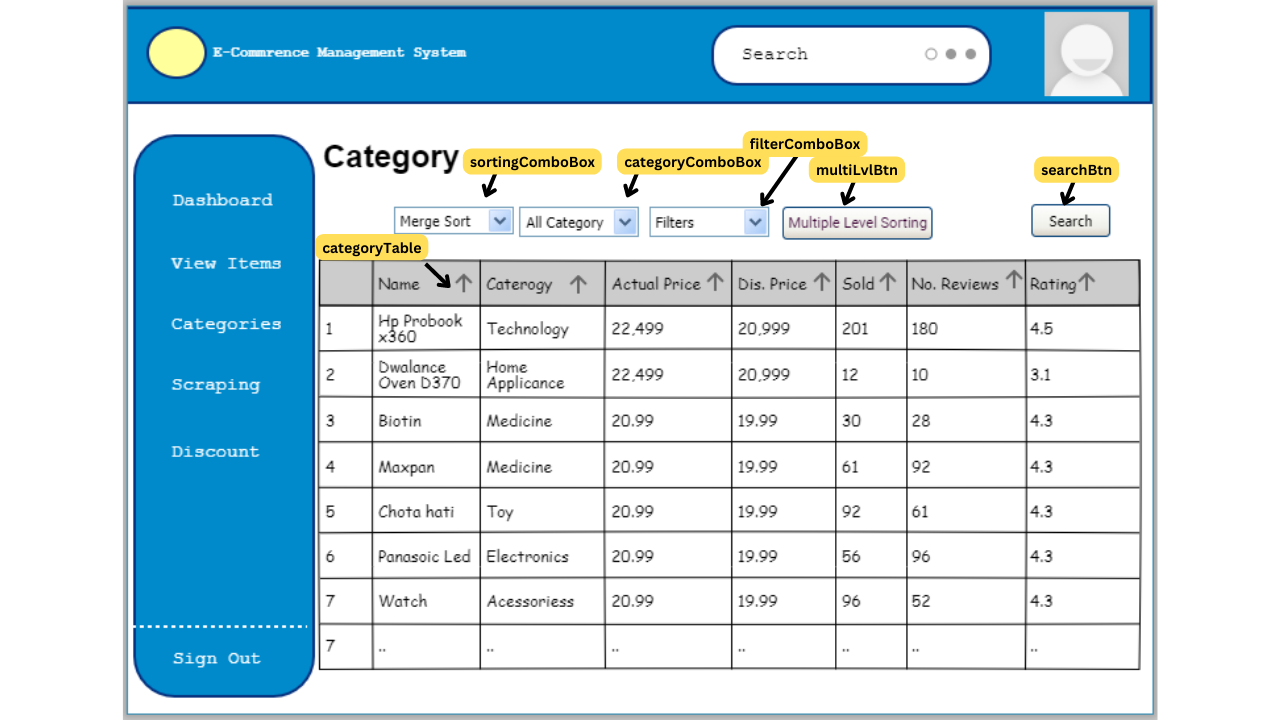 E-Commrence Management System
Search
Dashboard
View Items
Categories
Scraping
Discount
Sign Out
Category
sortingComboBox
categoryComboBox
filterComboBox
multiLvlBtn
searchBtn
Merge Sort
All Category
Filters
Multiple Level Sorting
Search
categoryTable
Name Caterogy Actual Price Dis. Price Sold No. Reviews Rating
1 Hp Probook x360 Technology 22,499 20,999 201 180 4.5
2 Dwalance Oven D370 Home Applicance 22,499 20,999 12 10 3.1
3 Biotin Medicine 20.99 19.99 30 28 4.3
4 Maxpan Medicine 20.99 19.99 61 92 4.3
5 Chota hati Toy 20.99 19.99 92 61 4.3
6 Panasoic Led Electronics 20.99 19.99 56 96 4.3
7 Watch Acessoriess 20.99 19.99 96 52 4.3
7 .. .. .. .. .. .. ..